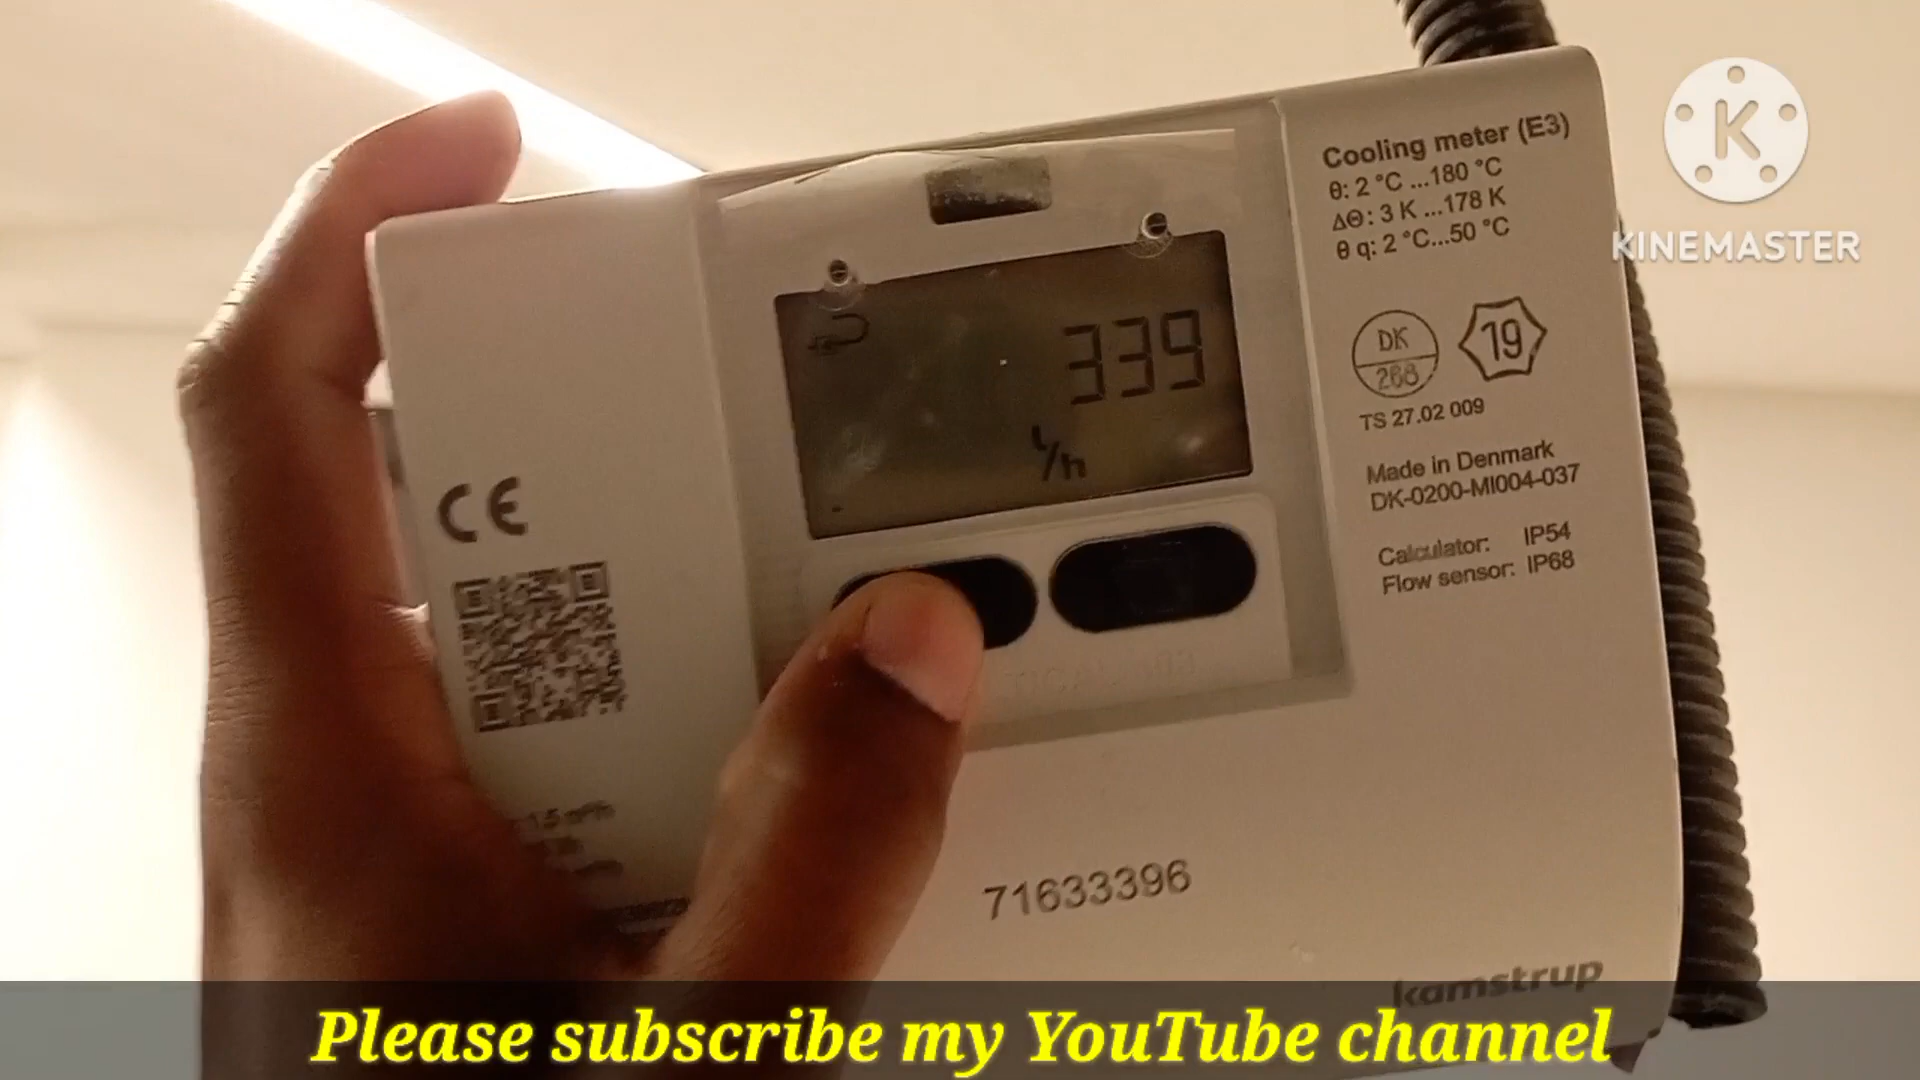 Cooling meter (E3)
θ: 2 °C ...180 °C
ΔΘ: 3 K ...178 K
θ q: 2 °C...50 °C
K
KINEMASTER
339
l/h
DK
268
19
TS 27.02 009
Made in Denmark
DK-0200-MI004-037
Calculator: IP54
Flow sensor: IP68
CE
71633396
kamstrup
Please subscribe my YouTube channel